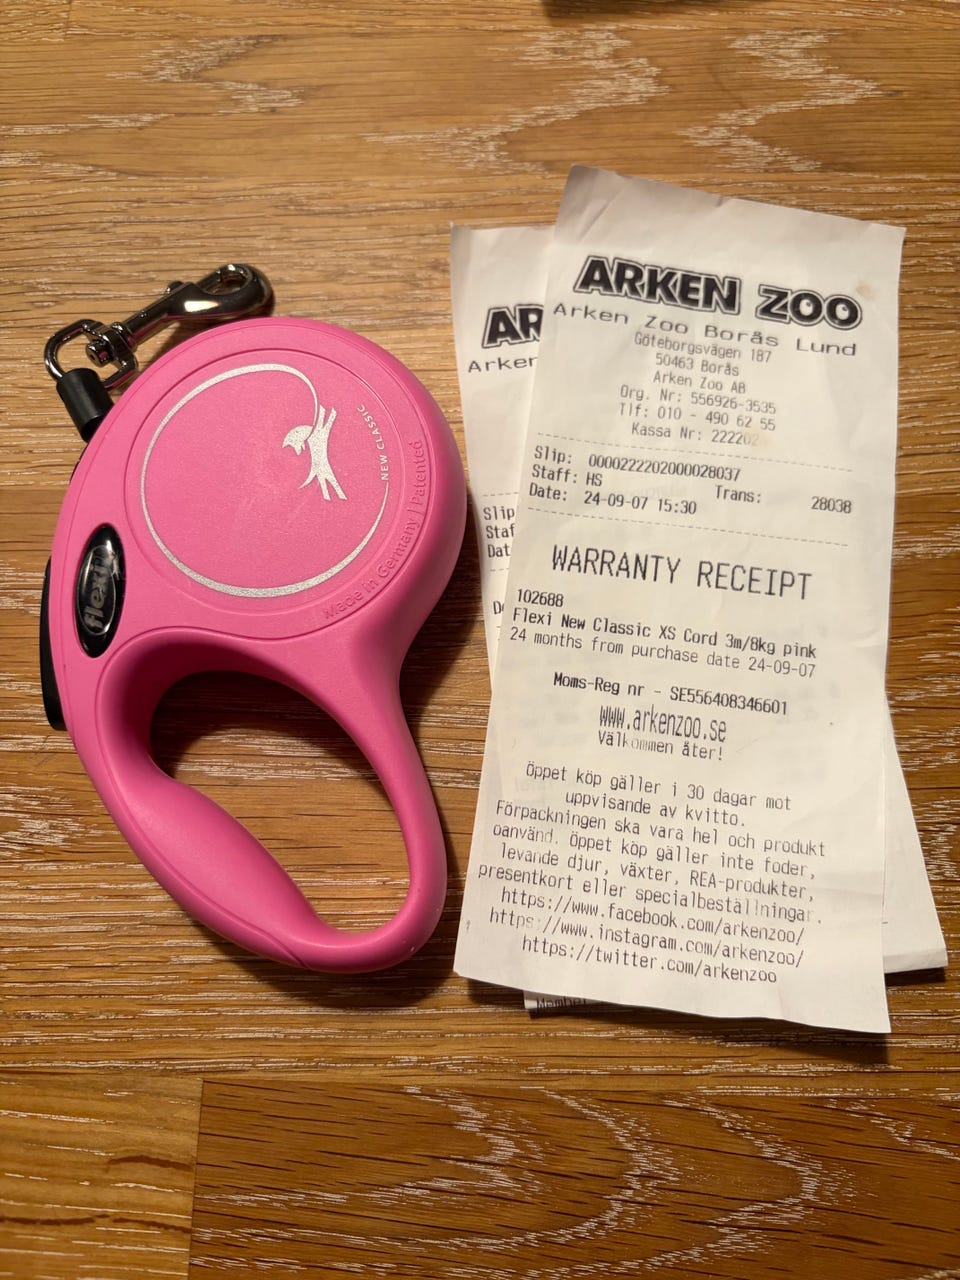 NEW CLASSIC
Made in Germany | Patented
flexi
ARKEN ZOO
Arken Zoo Borås Lund
Göteborgsvägen 187
50463 Borås
Arken Zoo AB
Org. Nr: 556926-3535
Tlf: 010 - 490 62 55
Kassa Nr: 222202
Slip: 0000222202000028037
Staff: HS Trans: 28038
Date: 24-09-07 15:30
WARRANTY RECEIPT
102688
Flexi New Classic XS Cord 3m/8kg pink
24 months from purchase date 24-09-07
Moms-Reg nr - SE556408346601
www.arkenzoo.se
Välkommen åter!
Öppet köp gäller i 30 dagar mot
uppvisande av kvitto.
Förpackningen ska vara hel och produkt
oanvänd. Öppet köp gäller inte foder,
levande djur, växter, REA-produkter,
presentkort eller specialbeställningar.
https://www.facebook.com/arkenzoo/
https://www.instagram.com/arkenzoo/
https://twitter.com/arkenzoo
AR
Arken
Slip
Staf
Dat
Member